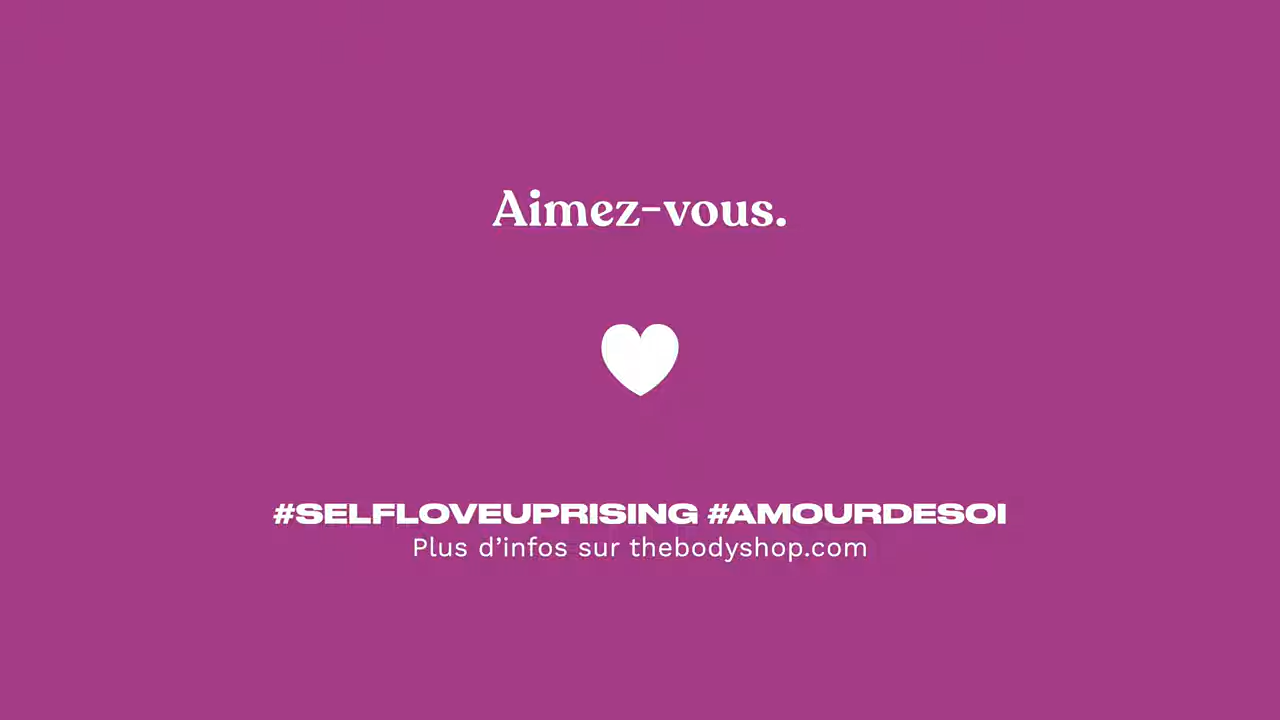 Aimez-vous.
#SELFLOVEUPRISING #AMOURDESOI
Plus d’infos sur thebodyshop.com